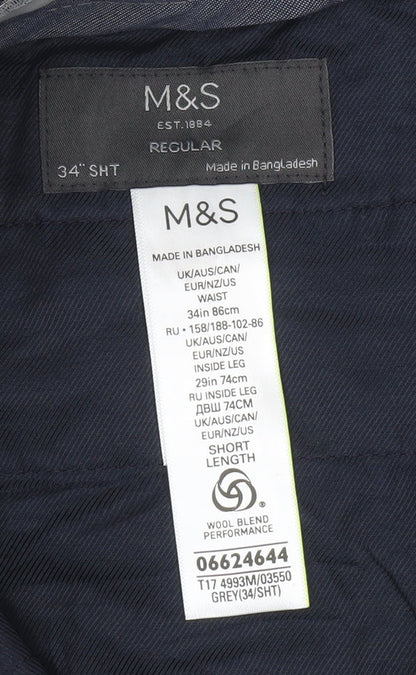 M&S
EST.1884
REGULAR
34" SHT Made in Bangladesh
M&S
MADE IN BANGLADESH
UK/AUS/CAN/
EUR/NZ/US
WAIST
34in 86cm
RU • 158/188-102-86
UK/AUS/CAN/
EUR/NZ/US
INSIDE LEG
29in 74cm
RU INSIDE LEG
ДВШ 74CM
UK/AUS/CAN/
EUR/NZ/US
SHORT
LENGTH
®
WOOL BLEND
PERFORMANCE
06624644
T17 4993M/03550
GREY(34/SHT)